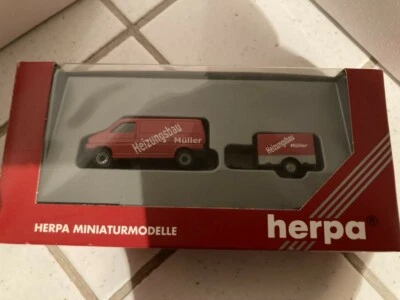 Heizungsbau
Müller
Heizungsbau
Müller
HERPA MINIATURMODELLE
herpa®